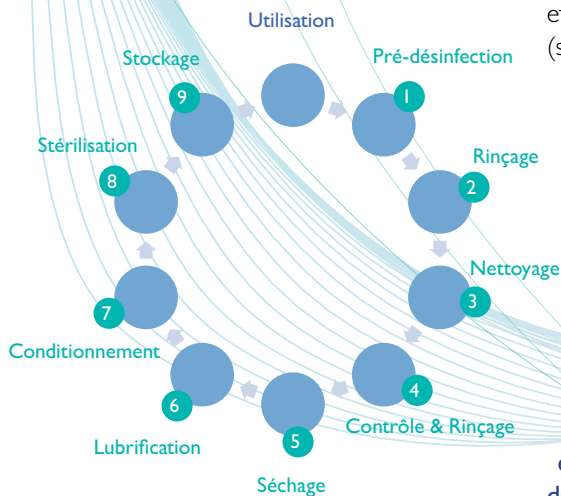 Utilisation
Pré-désinfection
1
Rinçage
2
Nettoyage
3
4
Contrôle & Rinçage
5
Séchage
6
Lubrification
7
Conditionnement
8
Stérilisation
9
Stockage